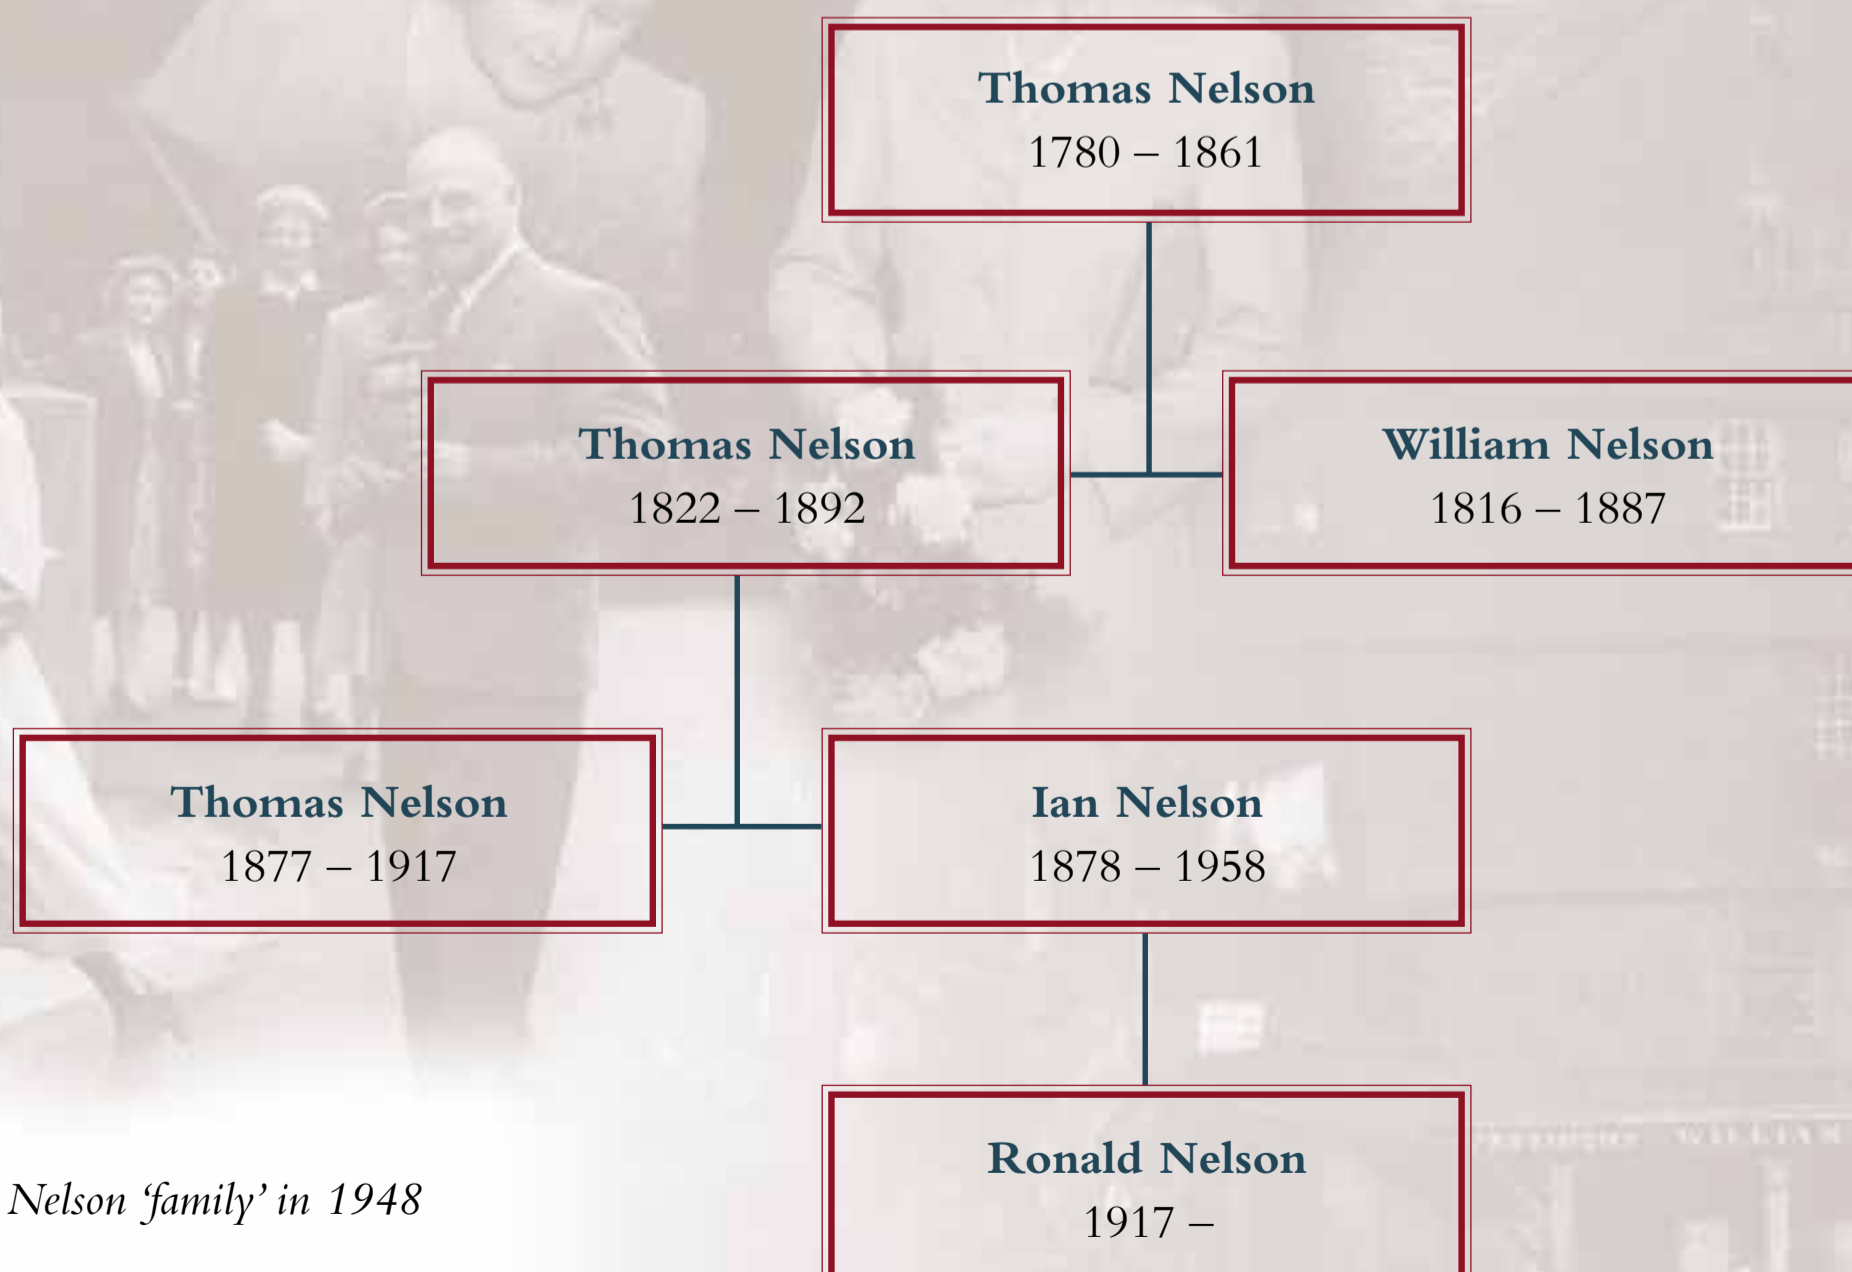 Thomas Nelson
1780 – 1861
Thomas Nelson
1822 – 1892
William Nelson
1816 – 1887
Thomas Nelson
1877 – 1917
Ian Nelson
1878 – 1958
Ronald Nelson
1917 –
Nelson ‘family’ in 1948
WILLIAM